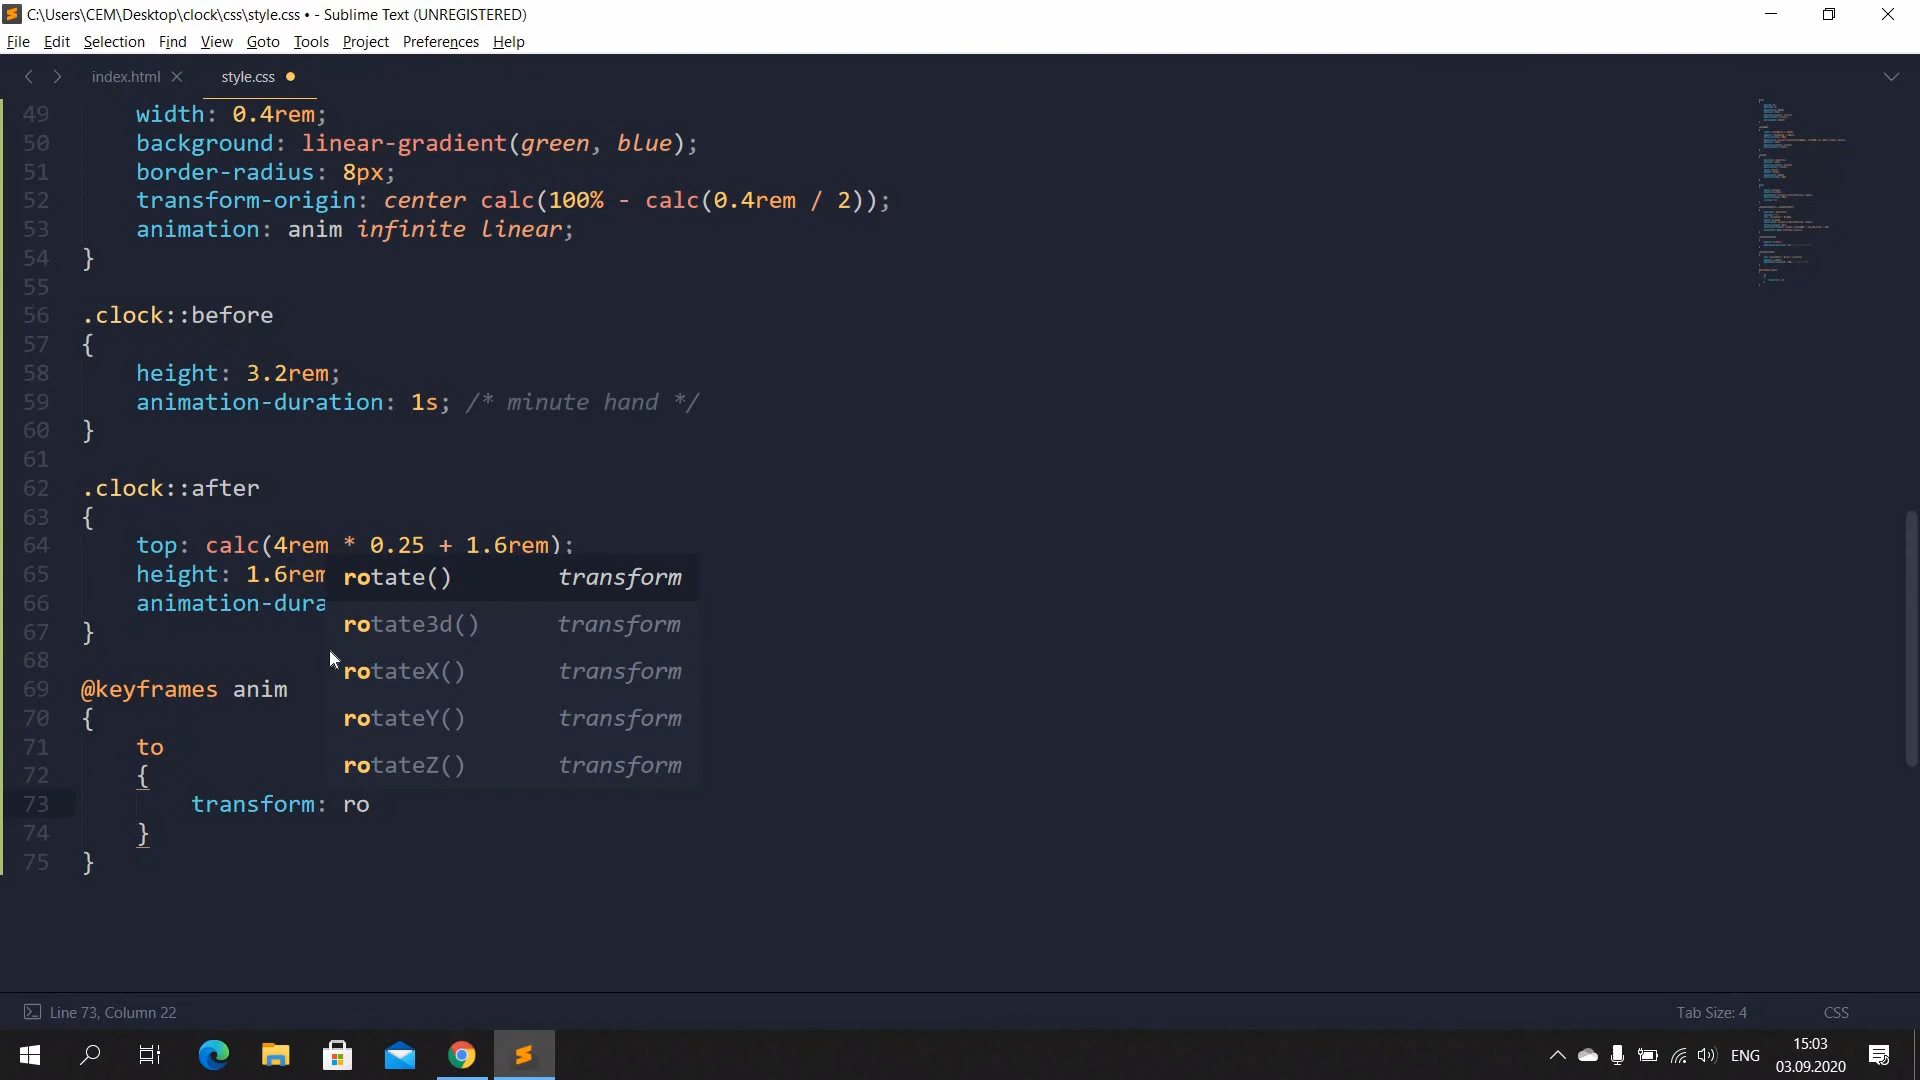 C:\Users\CEM\Desktop\clock\css\style.css • - Sublime Text (UNREGISTERED)
File Edit Selection Find View Goto Tools Project Preferences Help
index.html style.css
49 width: 0.4rem;
50 background: linear-gradient(green, blue);
51 border-radius: 8px;
52 transform-origin: center calc(100% - calc(0.4rem / 2));
53 animation: anim infinite linear;
54 }
55
56 .clock::before
57 {
58 height: 3.2rem;
59 animation-duration: 1s; /* minute hand */
60 }
61
62 .clock::after
63 {
64 top: calc(4rem * 0.25 + 1.6rem);
65 height: 1.6rem
rotate() transform
66 animation-dura
rotate3d() transform
67 }
68
rotateX() transform
69 @keyframes anim
70 {
rotateY() transform
71 to
rotateZ() transform
72 {
73 transform: ro
74 }
75 }
Line 73, Column 22 Tab Size: 4 CSS
ENG 15:03
03.09.2020